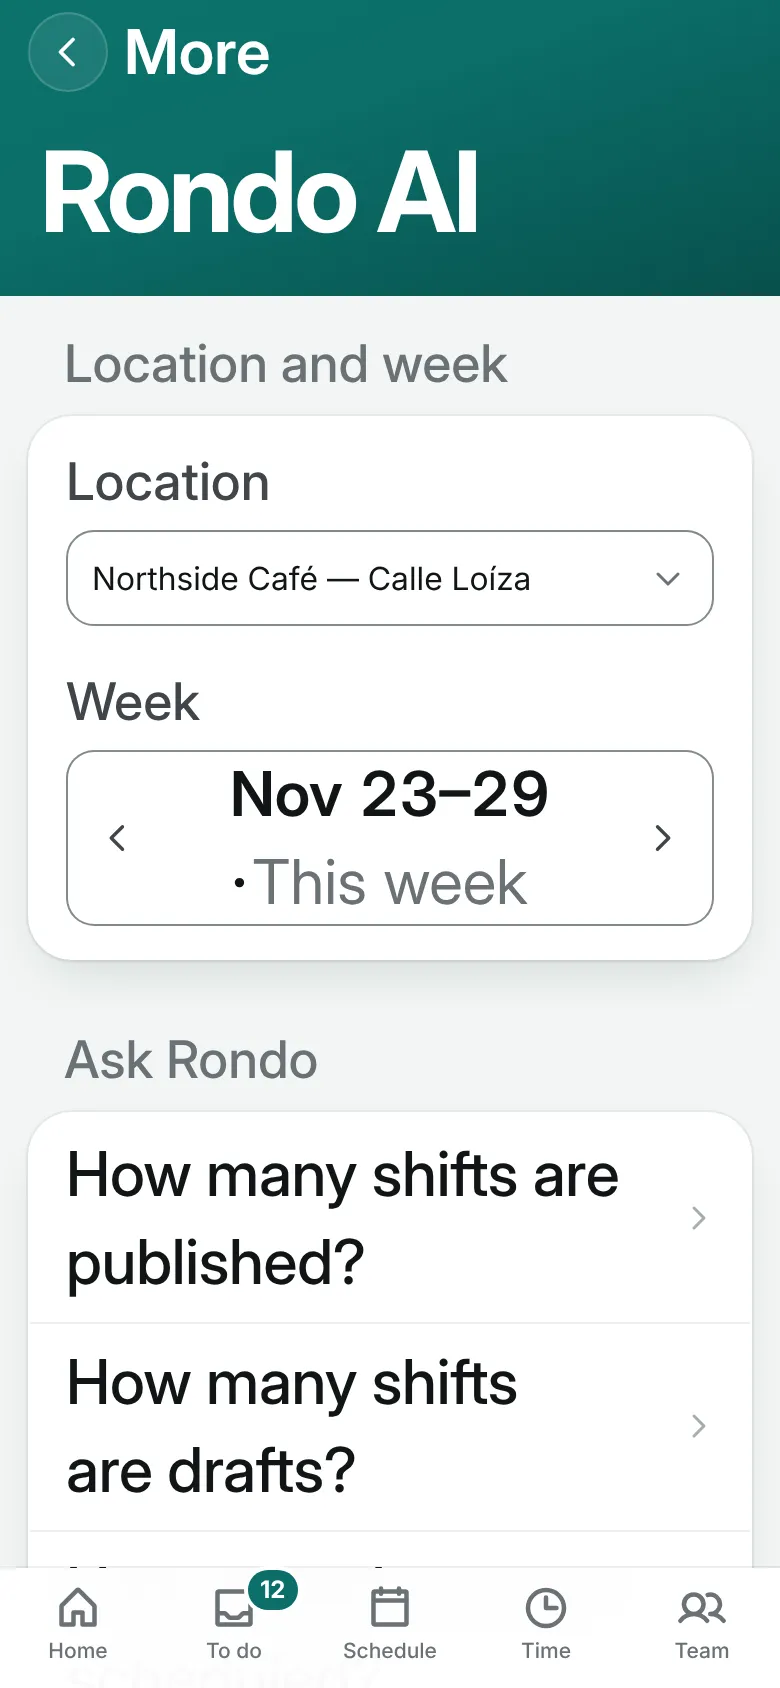 More
Rondo AI
Location and week
Location
Northside Café — Calle Loíza
Week
Nov 23–29
·This week
Ask Rondo
How many shifts are
published?
How many shifts
are drafts?
scheduled?
12
Home
To do
Schedule
Time
Team